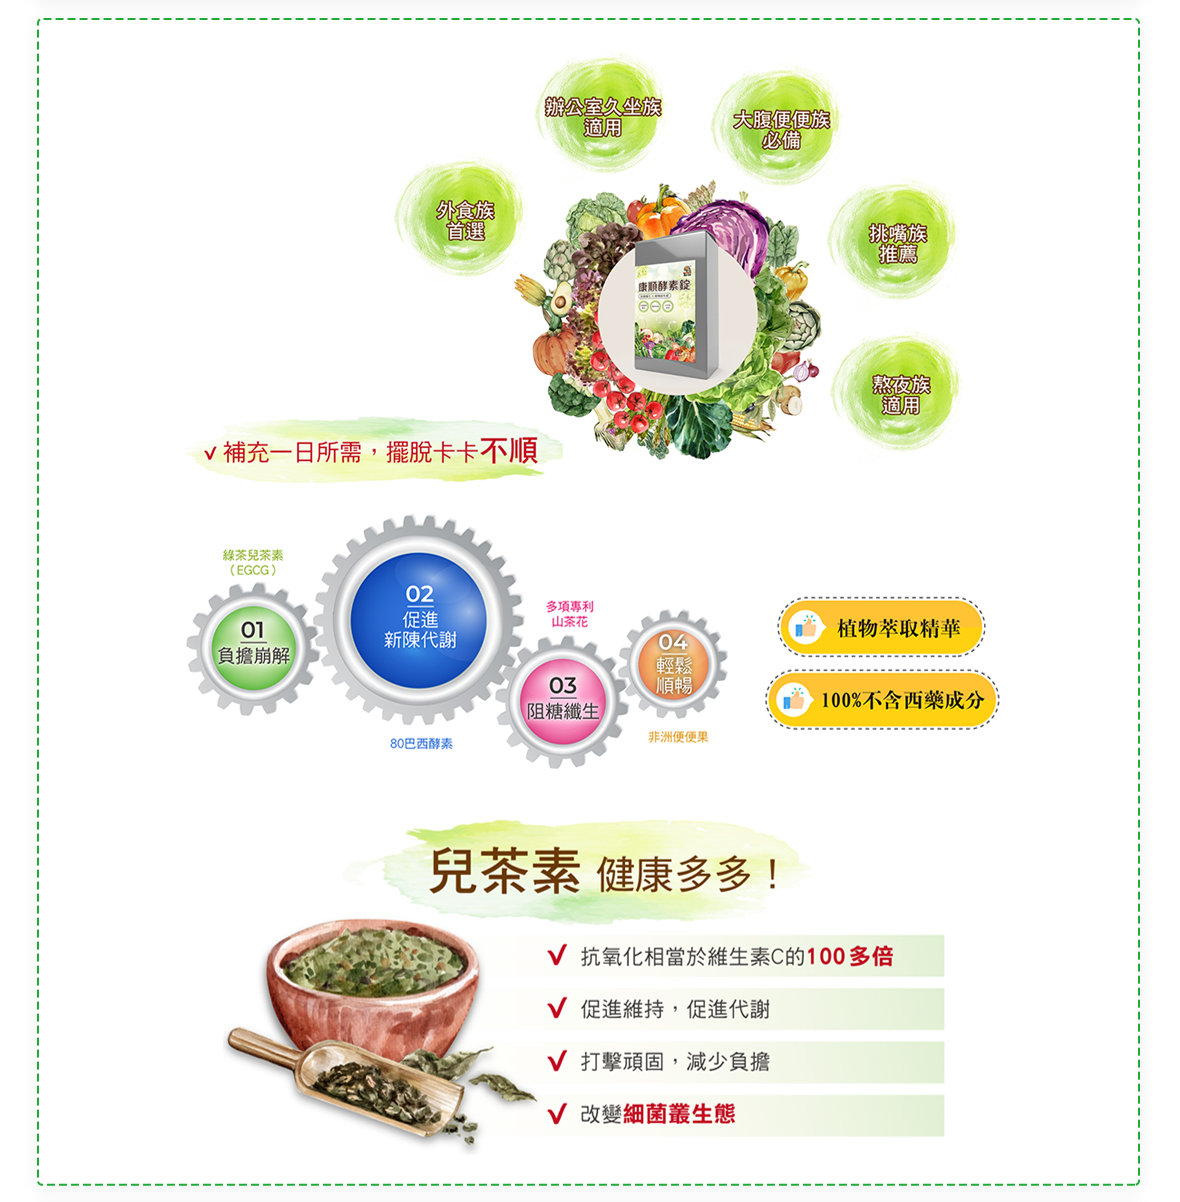 辦公室久坐族
適用
大腹便便族
必備
外食族
首選
挑嘴族
推薦
康順酵素錠
熬夜族
適用
✓ 補充一日所需，擺脫卡卡不順
綠茶兒茶素
（EGCG）
01
負擔崩解
02
促進
新陳代謝
80巴西酵素
多項專利
山茶花
03
阻糖纖生
04
輕鬆
順暢
非洲便便果
植物萃取精華
100%不含西藥成分
兒茶素 健康多多！
✓ 抗氧化相當於維生素C的100多倍
✓ 促進維持，促進代謝
✓ 打擊頑固，減少負擔
✓ 改變細菌叢生態